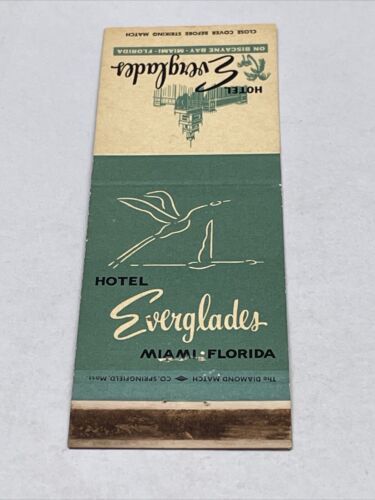 CLOSE COVER BEFORE STRIKING MATCH
ON BISCAYNE BAY · MIAMI · FLORIDA
HOTEL
Everglades
HOTEL
Everglades
MIAMI · FLORIDA
THE DIAMOND MATCH CO. SPRINGFIELD, MASS.